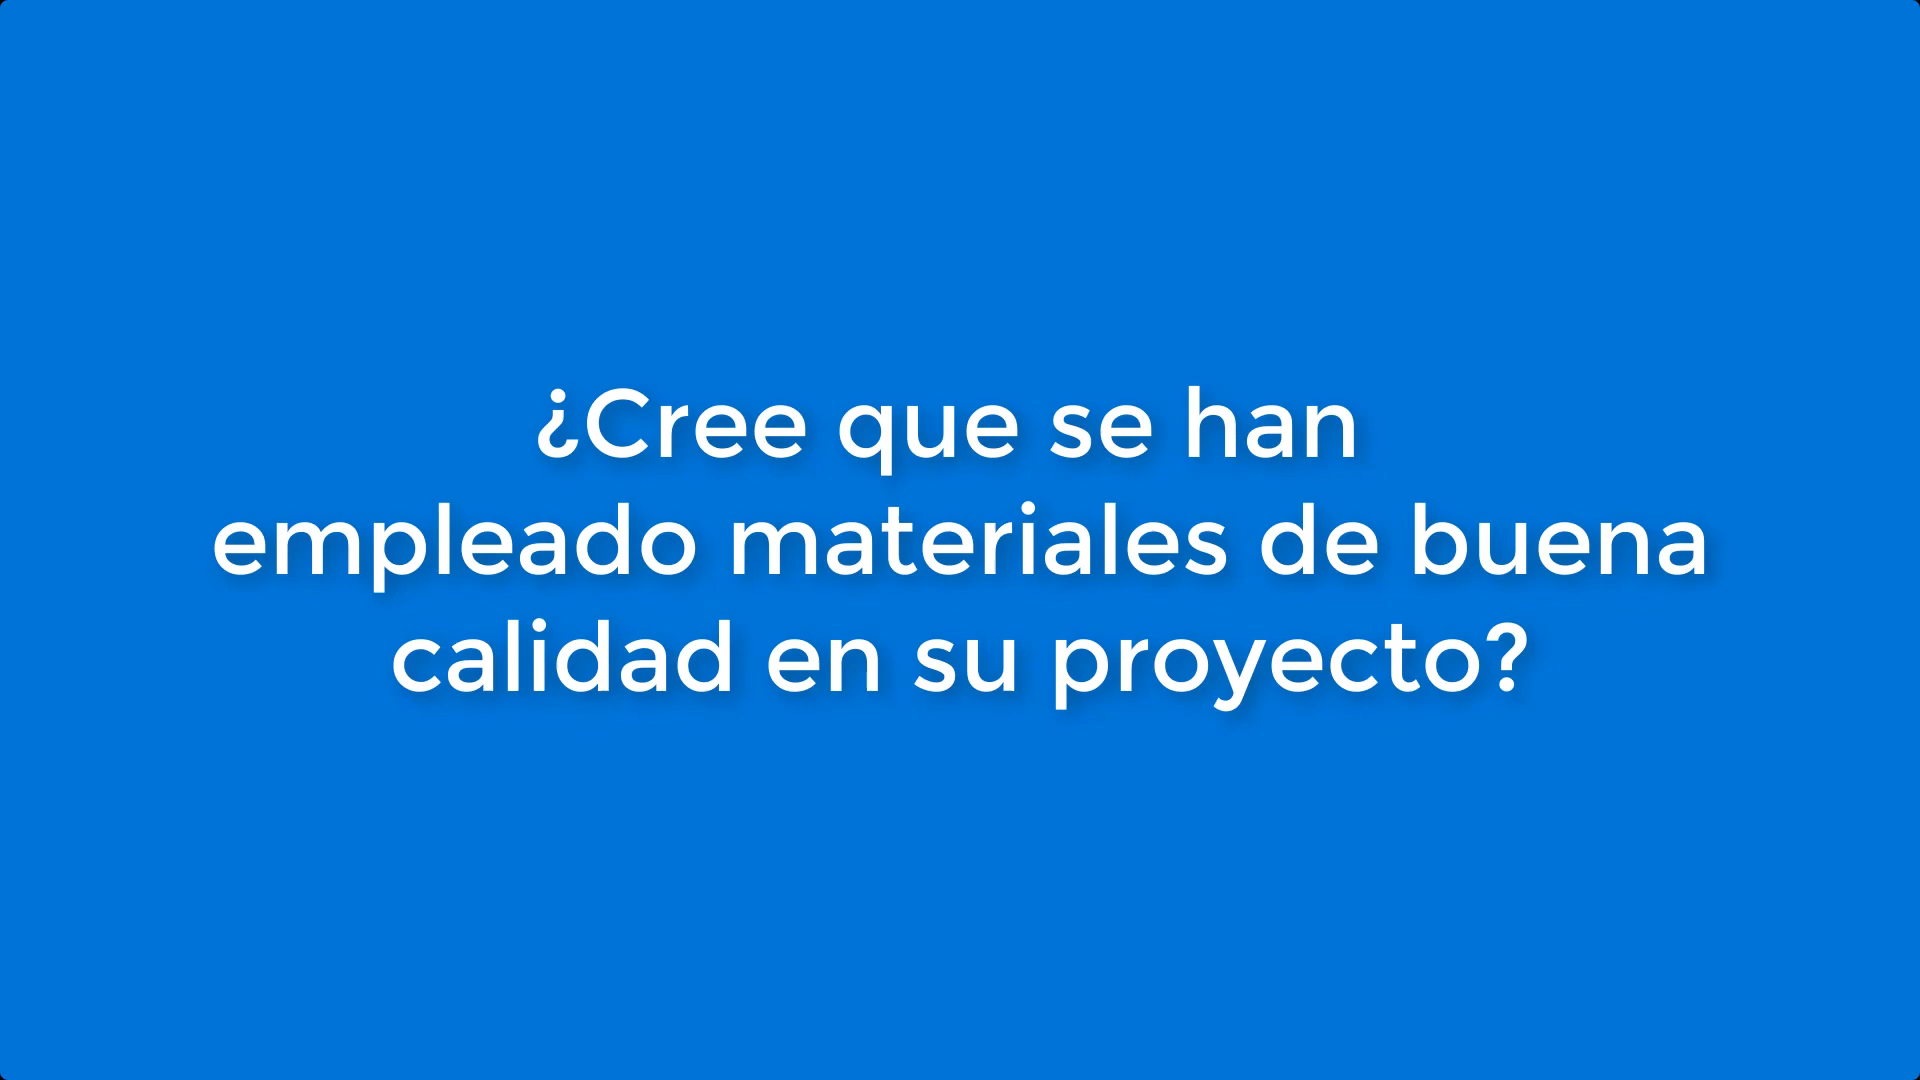 ¿Cree que se han
empleado materiales de buena
calidad en su proyecto?